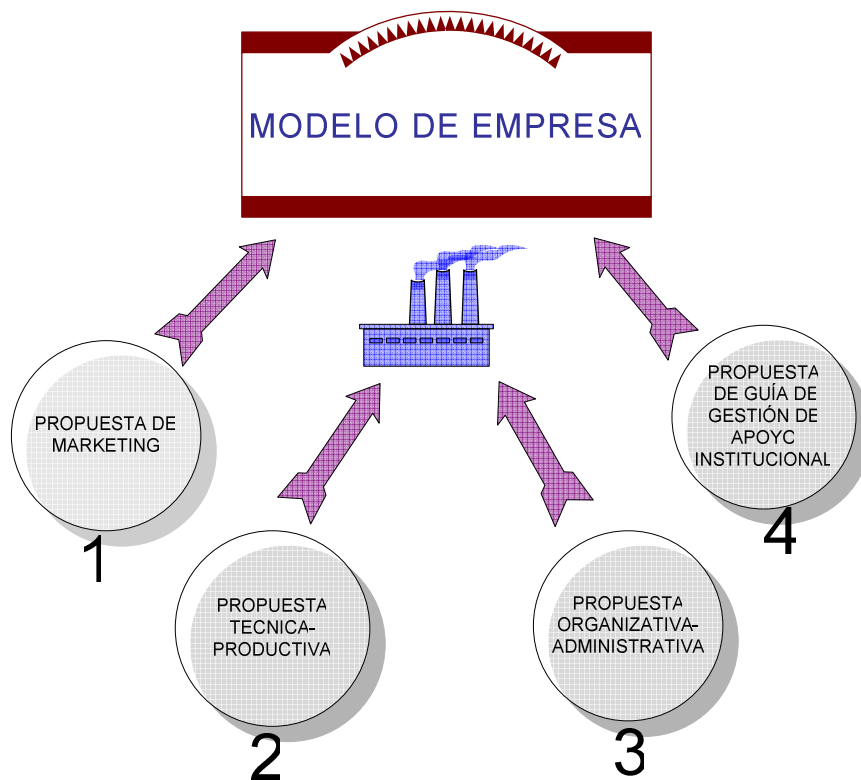 MODELO DE EMPRESA
PROPUESTA DE
MARKETING
1
PROPUESTA
TECNICA-
PRODUCTIVA
2
PROPUESTA
ORGANIZATIVA-
ADMINISTRATIVA
3
PROPUESTA
DE GUÍA DE
GESTIÓN DE
APOYO
INSTITUCIONAL
4